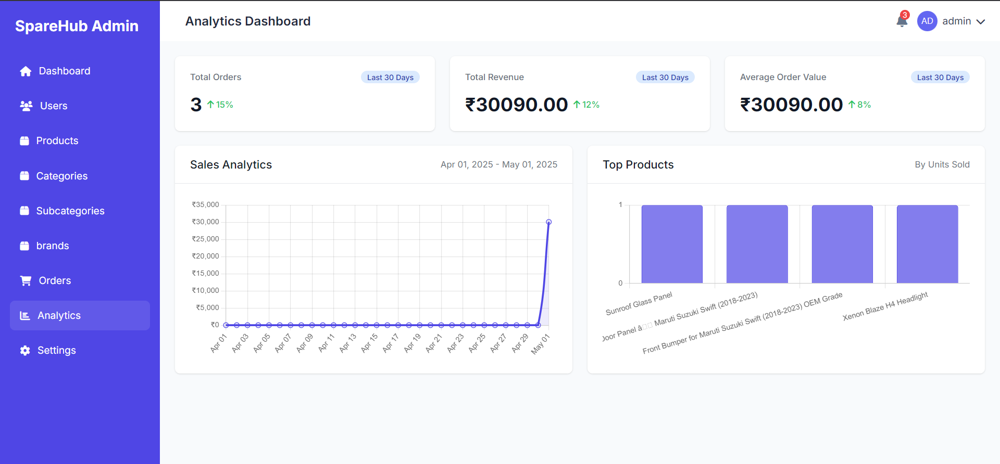 SpareHub Admin
Dashboard
Users
Products
Categories
Subcategories
brands
Orders
Analytics
Settings
Analytics Dashboard
3
AD
admin
Total Orders
Last 30 Days
3 ↑ 15%
Total Revenue
Last 30 Days
₹30090.00 ↑ 12%
Average Order Value
Last 30 Days
₹30090.00 ↑ 8%
Sales Analytics
Apr 01, 2025 - May 01, 2025
₹35,000
₹30,000
₹25,000
₹20,000
₹15,000
₹10,000
₹5,000
₹0
Apr 01
Apr 03
Apr 05
Apr 07
Apr 09
Apr 11
Apr 13
Apr 15
Apr 17
Apr 19
Apr 21
Apr 23
Apr 25
Apr 27
Apr 29
May 01
Top Products
By Units Sold
1
0
Sunroof Glass Panel
Door Panel â Maruti Suzuki Swift (2018-2023)
Front Bumper for Maruti Suzuki Swift (2018-2023) OEM Grade
Xenon Blaze H4 Headlight